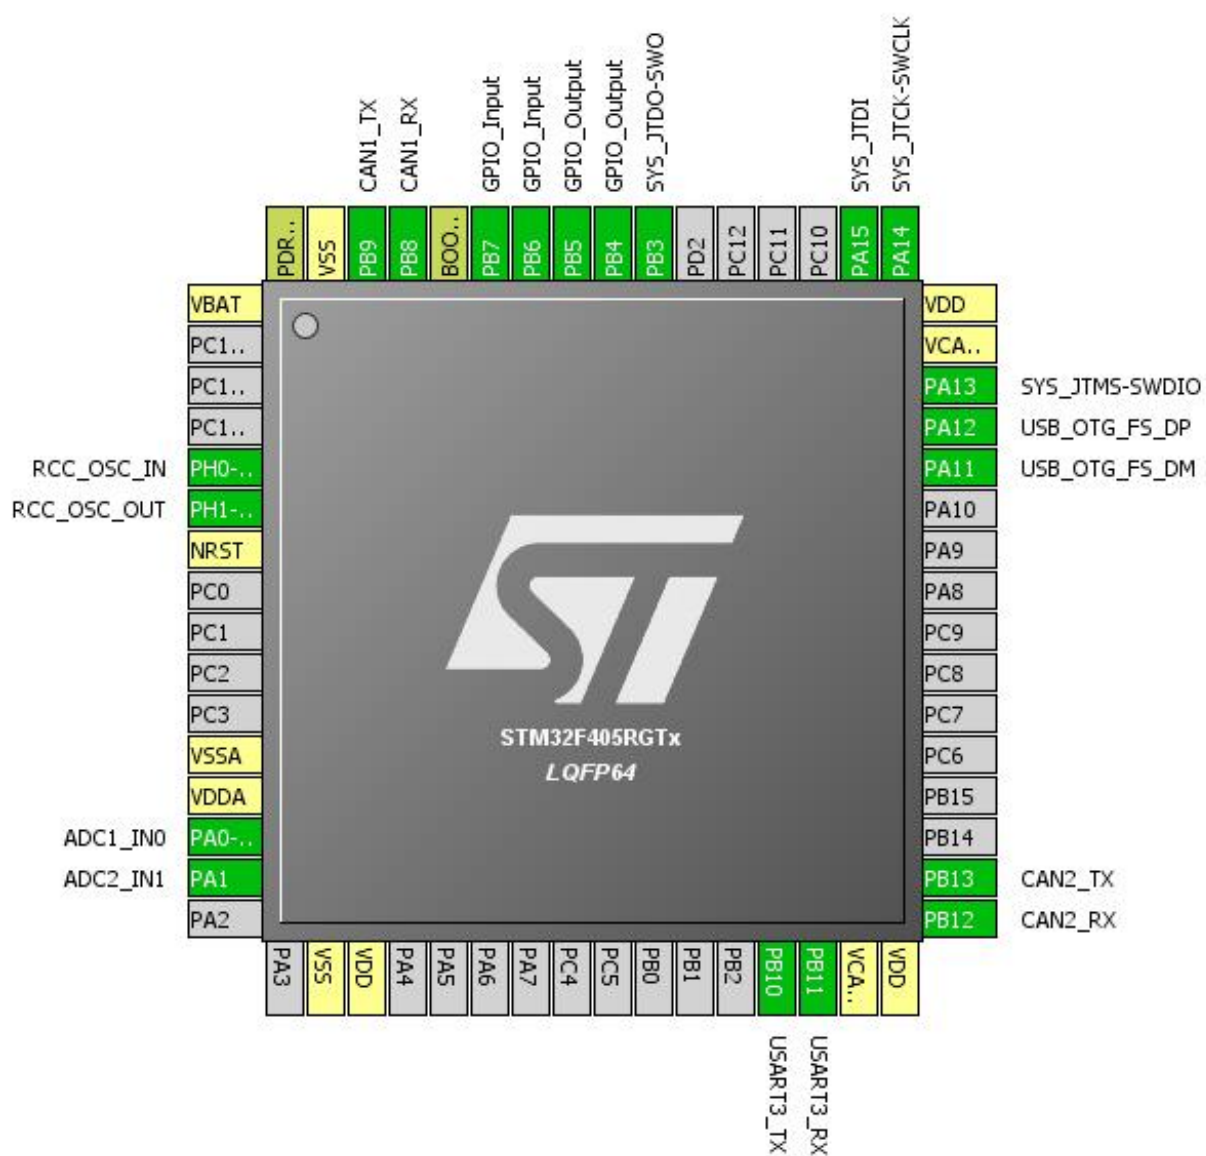 CAN1_TX
CAN1_RX
GPIO_Input
GPIO_Input
GPIO_Output
GPIO_Output
SYS_JTDO-SWO
SYS_JTDI
SYS_JTCK-SWCLK
PDR..
VSS
PB9
PB8
BOO..
PB7
PB6
PB5
PB4
PB3
PD2
PC12
PC11
PC10
PA15
PA14
VBAT
PC1..
PC1..
PC1..
RCC_OSC_IN PH0-..
RCC_OSC_OUT PH1-..
NRST
PC0
PC1
PC2
PC3
VSSA
VDDA
ADC1_IN0 PA0-..
ADC2_IN1 PA1
PA2
ST
STM32F405RGTx
LQFP64
VDD
VCA..
PA13 SYS_JTMS-SWDIO
PA12 USB_OTG_FS_DP
PA11 USB_OTG_FS_DM
PA10
PA9
PA8
PC9
PC8
PC7
PC6
PB15
PB14
PB13 CAN2_TX
PB12 CAN2_RX
PA3
VSS
VDD
PA4
PA5
PA6
PA7
PC4
PC5
PB0
PB1
PB2
PB10
PB11
VCA..
VDD
USART3_TX
USART3_RX